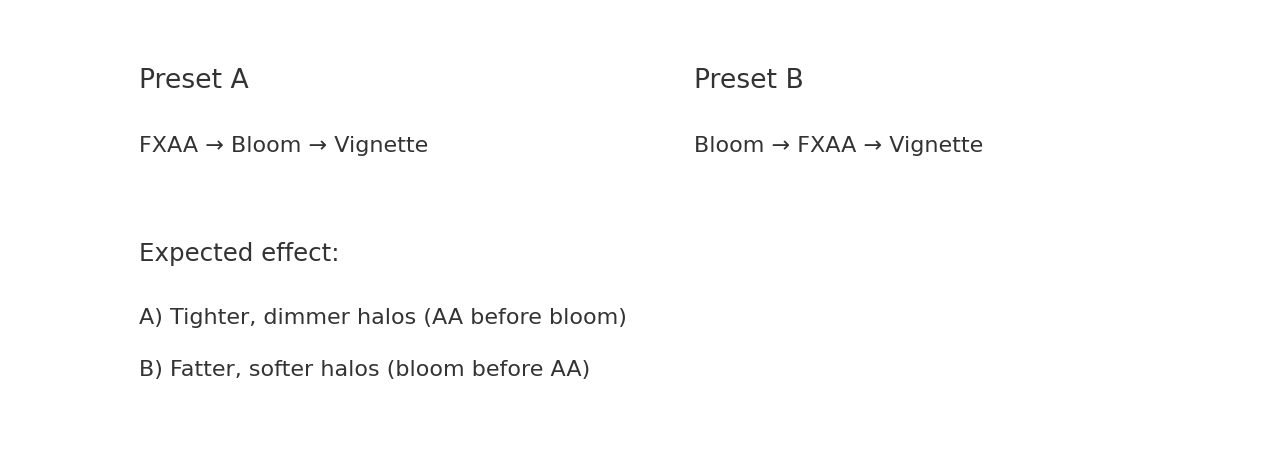 Preset A
FXAA → Bloom → Vignette
Preset B
Bloom → FXAA → Vignette
Expected effect:
A) Tighter, dimmer halos (AA before bloom)
B) Fatter, softer halos (bloom before AA)